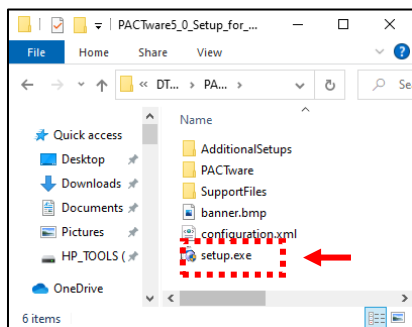 PACTware5_0_Setup_for_...
File Home Share View
« DT... › PA... › Se
Name
Quick access
Desktop
Downloads
Documents
Pictures
HP_TOOLS (
OneDrive
AdditionalSetups
PACTware
SupportFiles
banner.bmp
configuration.xml
setup.exe
6 items